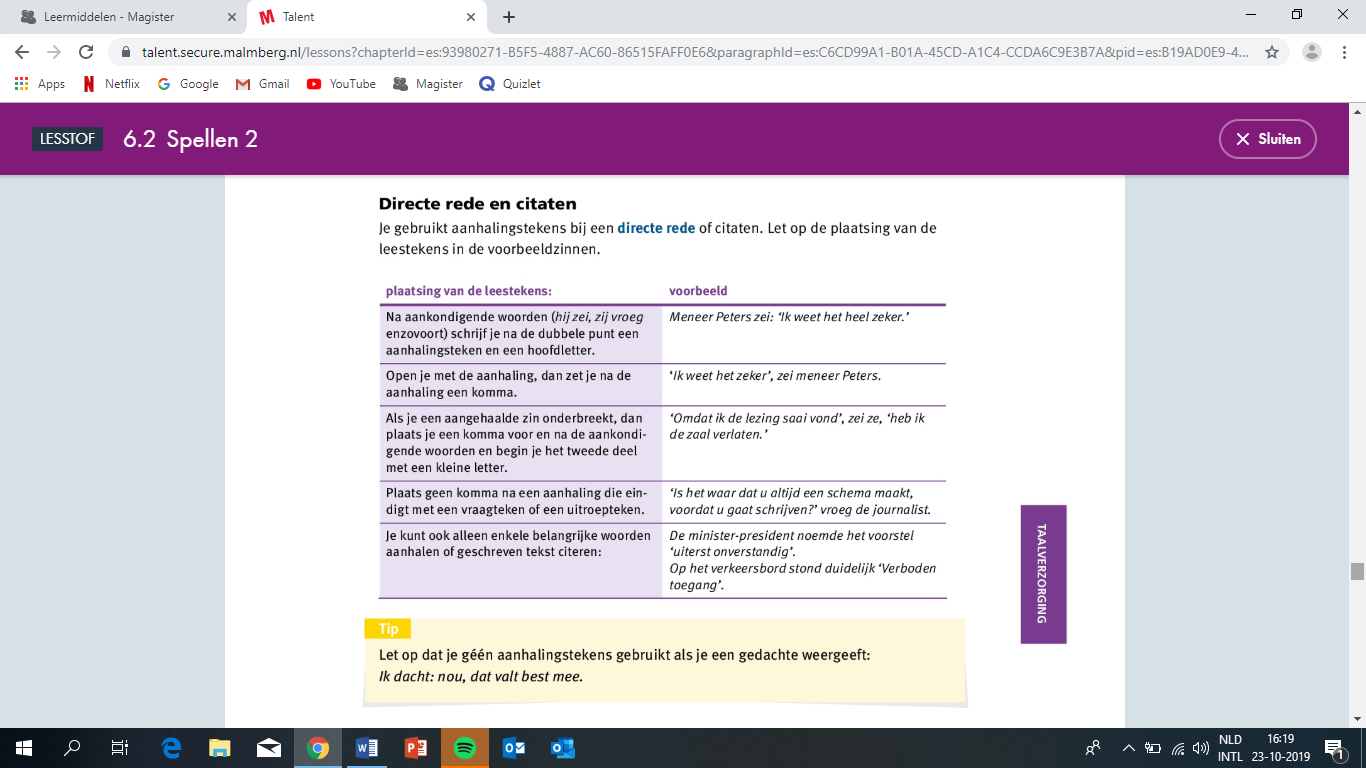 Leermiddelen - Magister
Talent
talent.secure.malmberg.nl/lessons?chapterId=es:93980271-B5F5-4887-AC60-86515FAFF0E6&paragraphId=es:C6CD99A1-B01A-45CD-A1C4-CCDA6C9E3B7A&pid=es:B19AD0E9-4...
Apps Netflix Google Gmail YouTube Magister Quizlet
LESSTOF 6.2 Spellen 2 Sluiten
Directe rede en citaten
Je gebruikt aanhalingstekens bij een directe rede of citaten. Let op de plaatsing van de
leestekens in de voorbeeldzinnen.
plaatsing van de leestekens: voorbeeld
Na aankondigende woorden (hij zei, zij vroeg
enzovoort) schrijf je na de dubbele punt een
aanhalingsteken en een hoofdletter.
Meneer Peters zei: ‘Ik weet het heel zeker.’
Open je met de aanhaling, dan zet je na de
aanhaling een komma.
‘Ik weet het zeker’, zei meneer Peters.
Als je een aangehaalde zin onderbreekt, dan
plaats je een komma voor en na de aankondi-
gende woorden en begin je het tweede deel
met een kleine letter.
‘Omdat ik de lezing saai vond’, zei ze, ‘heb ik
de zaal verlaten.’
Plaats geen komma na een aanhaling die ein-
digt met een vraagteken of een uitroepteken.
‘Is het waar dat u altijd een schema maakt,
voordat u gaat schrijven?’ vroeg de journalist.
Je kunt ook alleen enkele belangrijke woorden
aanhalen of geschreven tekst citeren:
De minister-president noemde het voorstel
‘uiterst onverstandig’.
Op het verkeersbord stond duidelijk ‘Verboden
toegang’.
TAALVERZORGING
Tip
Let op dat je géén aanhalingstekens gebruikt als je een gedachte weergeeft:
Ik dacht: nou, dat valt best mee.
NLD
INTL
16:19
23-10-2019
1